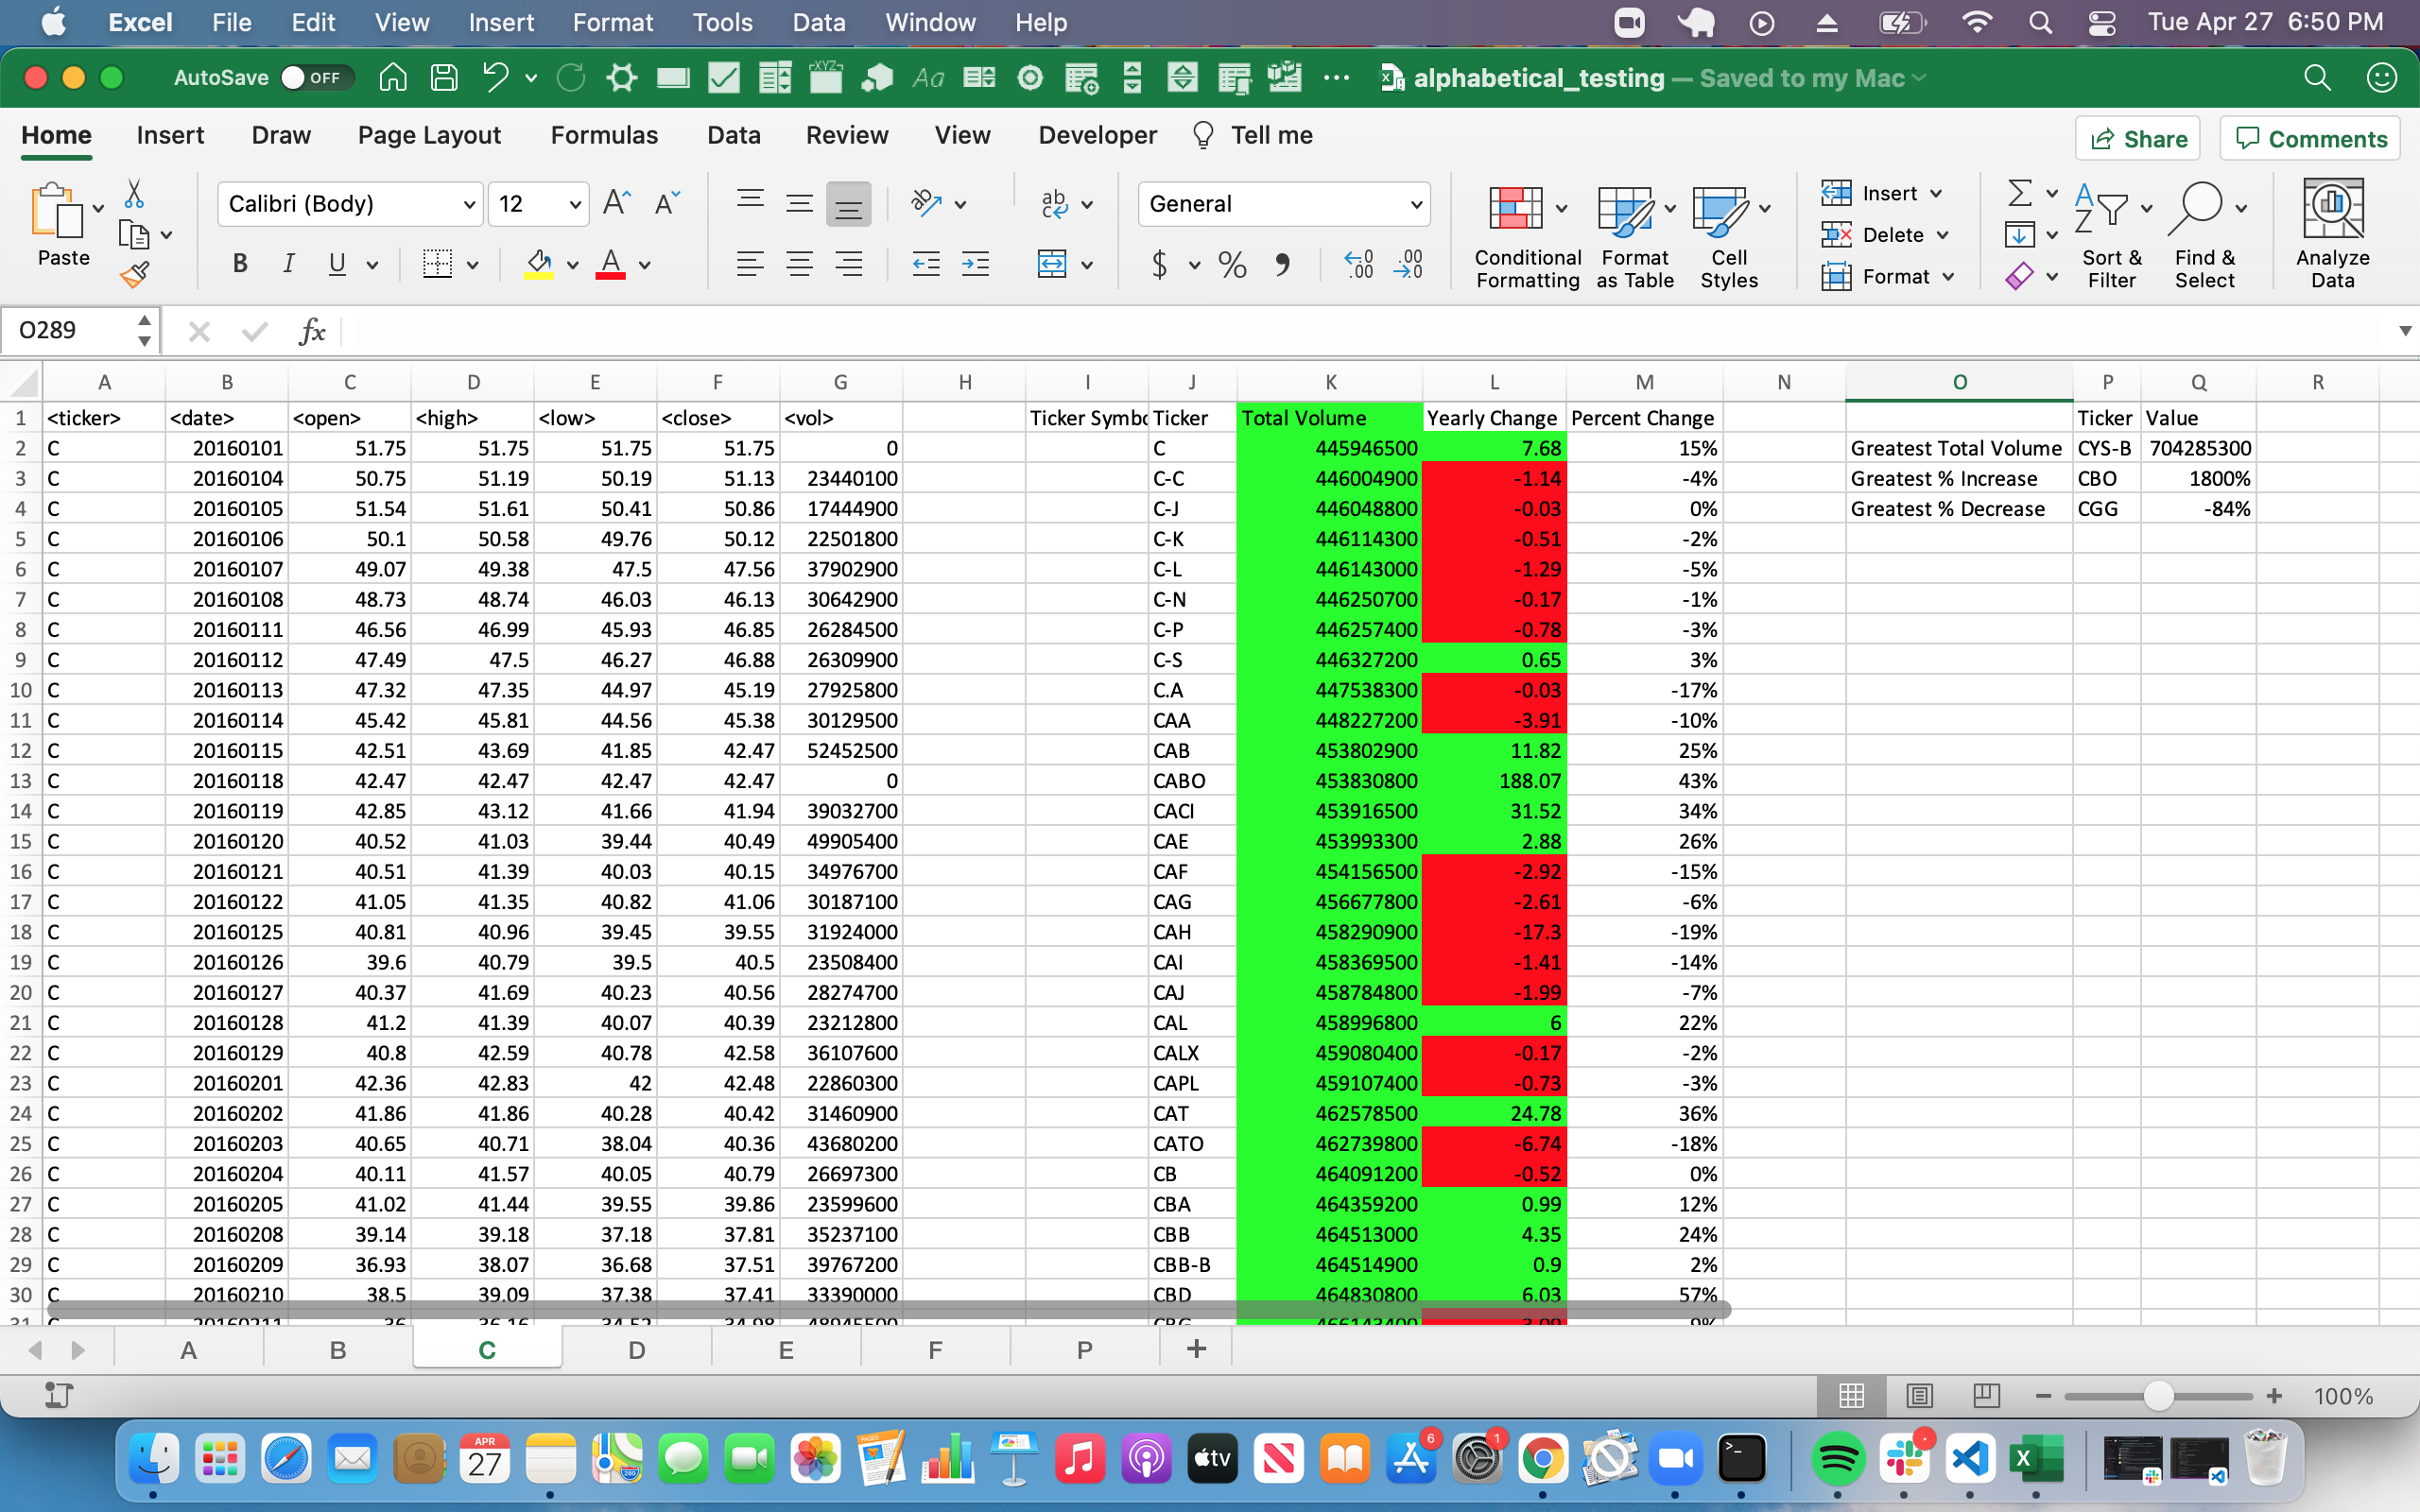 Excel File Edit View Insert Format Tools Data Window Help Tue Apr 27 6:50 PM
AutoSave OFF XYZ Aa alphabetical_testing — Saved to my Mac
Home Insert Draw Page Layout Formulas Data Review View Developer Tell me Share Comments
Calibri (Body) 12 A A ab ab c General Insert
Paste B I U A $ % , Conditional Formatting Format as Table Cell Styles Delete Format Sort & Filter Find & Select Analyze Data
O289 fx
A B C D E F G H I J K L M N O P Q R
1 <ticker> <date> <open> <high> <low> <close> <vol> Ticker Symbo Ticker Total Volume Yearly Change Percent Change Ticker Value
2 C 20160101 51.75 51.75 51.75 51.75 0 C 445946500 7.68 15% Greatest Total Volume CYS-B 704285300
3 C 20160104 50.75 51.19 50.19 51.13 23440100 C-C 446004900 -1.14 -4% Greatest % Increase CBO 1800%
4 C 20160105 51.54 51.61 50.41 50.86 17444900 C-J 446048800 -0.03 0% Greatest % Decrease CGG -84%
5 C 20160106 50.1 50.58 49.76 50.12 22501800 C-K 446114300 -0.51 -2%
6 C 20160107 49.07 49.38 47.5 47.56 37902900 C-L 446143000 -1.29 -5%
7 C 20160108 48.73 48.74 46.03 46.13 30642900 C-N 446250700 -0.17 -1%
8 C 20160111 46.56 46.99 45.93 46.85 26284500 C-P 446257400 -0.78 -3%
9 C 20160112 47.49 47.5 46.27 46.88 26309900 C-S 446327200 0.65 3%
10 C 20160113 47.32 47.35 44.97 45.19 27925800 C.A 447538300 -0.03 -17%
11 C 20160114 45.42 45.81 44.56 45.38 30129500 CAA 448227200 -3.91 -10%
12 C 20160115 42.51 43.69 41.85 42.47 52452500 CAB 453802900 11.82 25%
13 C 20160118 42.47 42.47 42.47 42.47 0 CABO 453830800 188.07 43%
14 C 20160119 42.85 43.12 41.66 41.94 39032700 CACI 453916500 31.52 34%
15 C 20160120 40.52 41.03 39.44 40.49 49905400 CAE 453993300 2.88 26%
16 C 20160121 40.51 41.39 40.03 40.15 34976700 CAF 454156500 -2.92 -15%
17 C 20160122 41.05 41.35 40.82 41.06 30187100 CAG 456677800 -2.61 -6%
18 C 20160125 40.81 40.96 39.45 39.55 31924000 CAH 458290900 -17.3 -19%
19 C 20160126 39.6 40.79 39.5 40.5 23508400 CAI 458369500 -1.41 -14%
20 C 20160127 40.37 41.69 40.23 40.56 28274700 CAJ 458784800 -1.99 -7%
21 C 20160128 41.2 41.39 40.07 40.39 23212800 CAL 458996800 6 22%
22 C 20160129 40.8 42.59 40.78 42.58 36107600 CALX 459080400 -0.17 -2%
23 C 20160201 42.36 42.83 42 42.48 22860300 CAPL 459107400 -0.73 -3%
24 C 20160202 41.86 41.86 40.28 40.42 31460900 CAT 462578500 24.78 36%
25 C 20160203 40.65 40.71 38.04 40.36 43680200 CATO 462739800 -6.74 -18%
26 C 20160204 40.11 41.57 40.05 40.79 26697300 CB 464091200 -0.52 0%
27 C 20160205 41.02 41.44 39.55 39.86 23599600 CBA 464359200 0.99 12%
28 C 20160208 39.14 39.18 37.18 37.81 35237100 CBB 464513000 4.35 24%
29 C 20160209 36.93 38.07 36.68 37.51 39767200 CBB-B 464514900 0.9 2%
30 C 20160210 38.5 39.09 37.38 37.41 33390000 CBD 464830800 6.03 57%
A B C D E F P +
100%
APR 27 280 tv 6 1